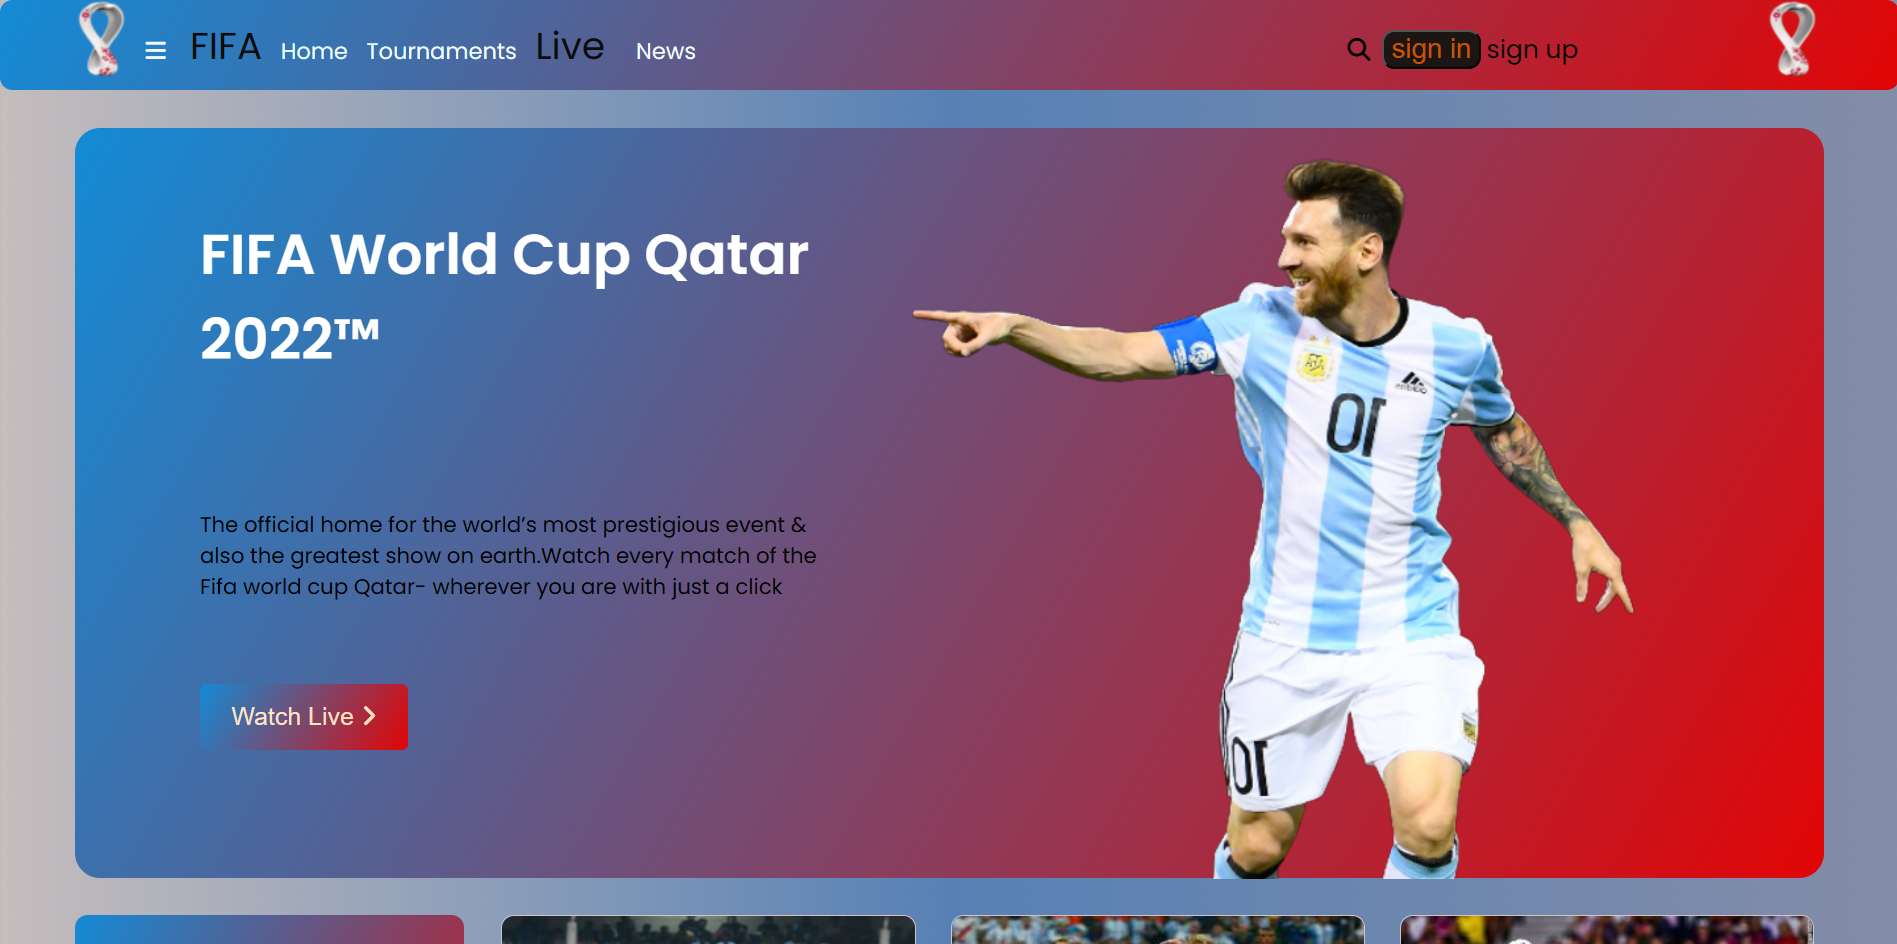 FIFA Home Tournaments Live News sign in sign up
FIFA World Cup Qatar
2022™
The official home for the world’s most prestigious event &
also the greatest show on earth.Watch every match of the
Fifa world cup Qatar- wherever you are with just a click
Watch Live
10
10